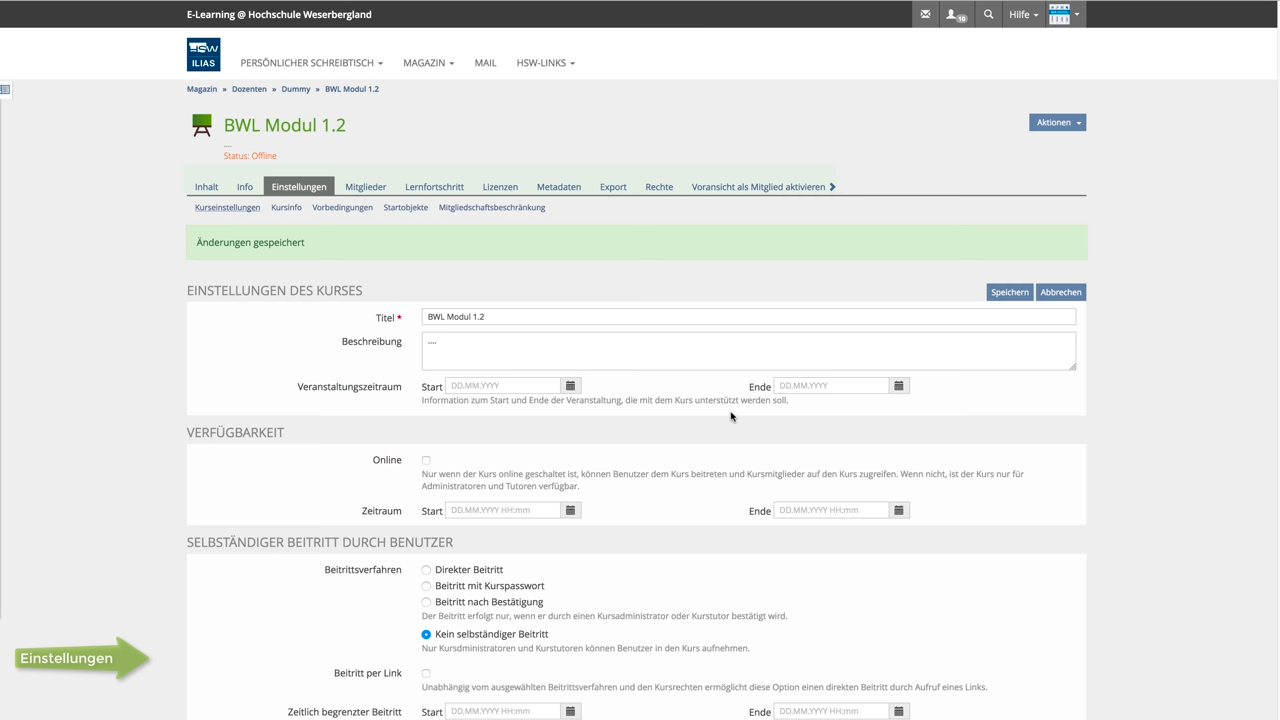 E-Learning @ Hochschule Weserbergland
10
Hilfe
HSW
ILIAS
PERSÖNLICHER SCHREIBTISCH
MAGAZIN
MAIL
HSW-LINKS
Magazin » Dozenten » Dummy » BWL Modul 1.2
BWL Modul 1.2
Aktionen
....
Status: Offline
Inhalt Info Einstellungen Mitglieder Lernfortschritt Lizenzen Metadaten Export Rechte Voransicht als Mitglied aktivieren
Kurseinstellungen Kursinfo Vorbedingungen Startobjekte Mitgliedschaftsbeschränkung
Änderungen gespeichert
EINSTELLUNGEN DES KURSES
Speichern Abbrechen
Titel * BWL Modul 1.2
Beschreibung ....
Veranstaltungszeitraum Start DD.MM.YYYY Ende DD.MM.YYYY
Information zum Start und Ende der Veranstaltung, die mit dem Kurs unterstützt werden soll.
VERFÜGBARKEIT
Online
Nur wenn der Kurs online geschaltet ist, können Benutzer dem Kurs beitreten und Kursmitglieder auf den Kurs zugreifen. Wenn nicht, ist der Kurs nur für
Administratoren und Tutoren verfügbar.
Zeitraum Start DD.MM.YYYY HH:mm Ende DD.MM.YYYY HH:mm
SELBSTÄNDIGER BEITRITT DURCH BENUTZER
Beitrittsverfahren Direkter Beitritt
Beitritt mit Kurspasswort
Beitritt nach Bestätigung
Der Beitritt erfolgt nur, wenn er durch einen Kursadministrator oder Kurstutor bestätigt wird.
Kein selbständiger Beitritt
Nur Kursdministratoren und Kurstutoren können Benutzer in den Kurs aufnehmen.
Einstellungen
Beitritt per Link
Unabhängig vom ausgewählten Beitrittsverfahren und den Kursrechten ermöglicht diese Option einen direkten Beitritt durch Aufruf eines Links.
Zeitlich begrenzter Beitritt Start DD.MM.YYYY HH:mm Ende DD.MM.YYYY HH:mm